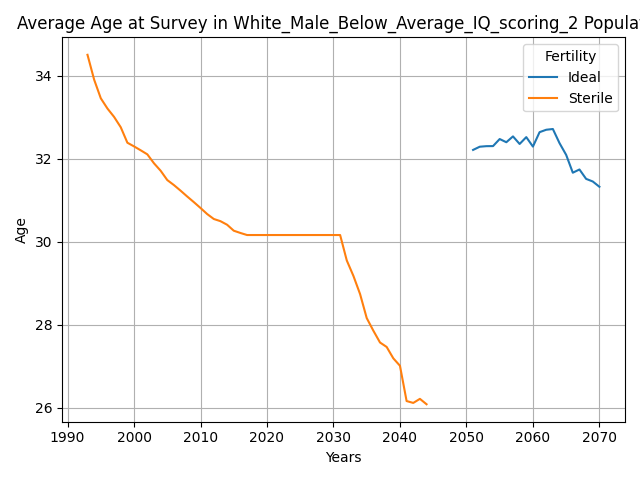 Average Age at Survey in White_Male_Below_Average_IQ_scoring_2 Popula
Fertility
Ideal
Sterile
34
32
30
28
26
Age
1990 2000 2010 2020 2030 2040 2050 2060 2070
Years